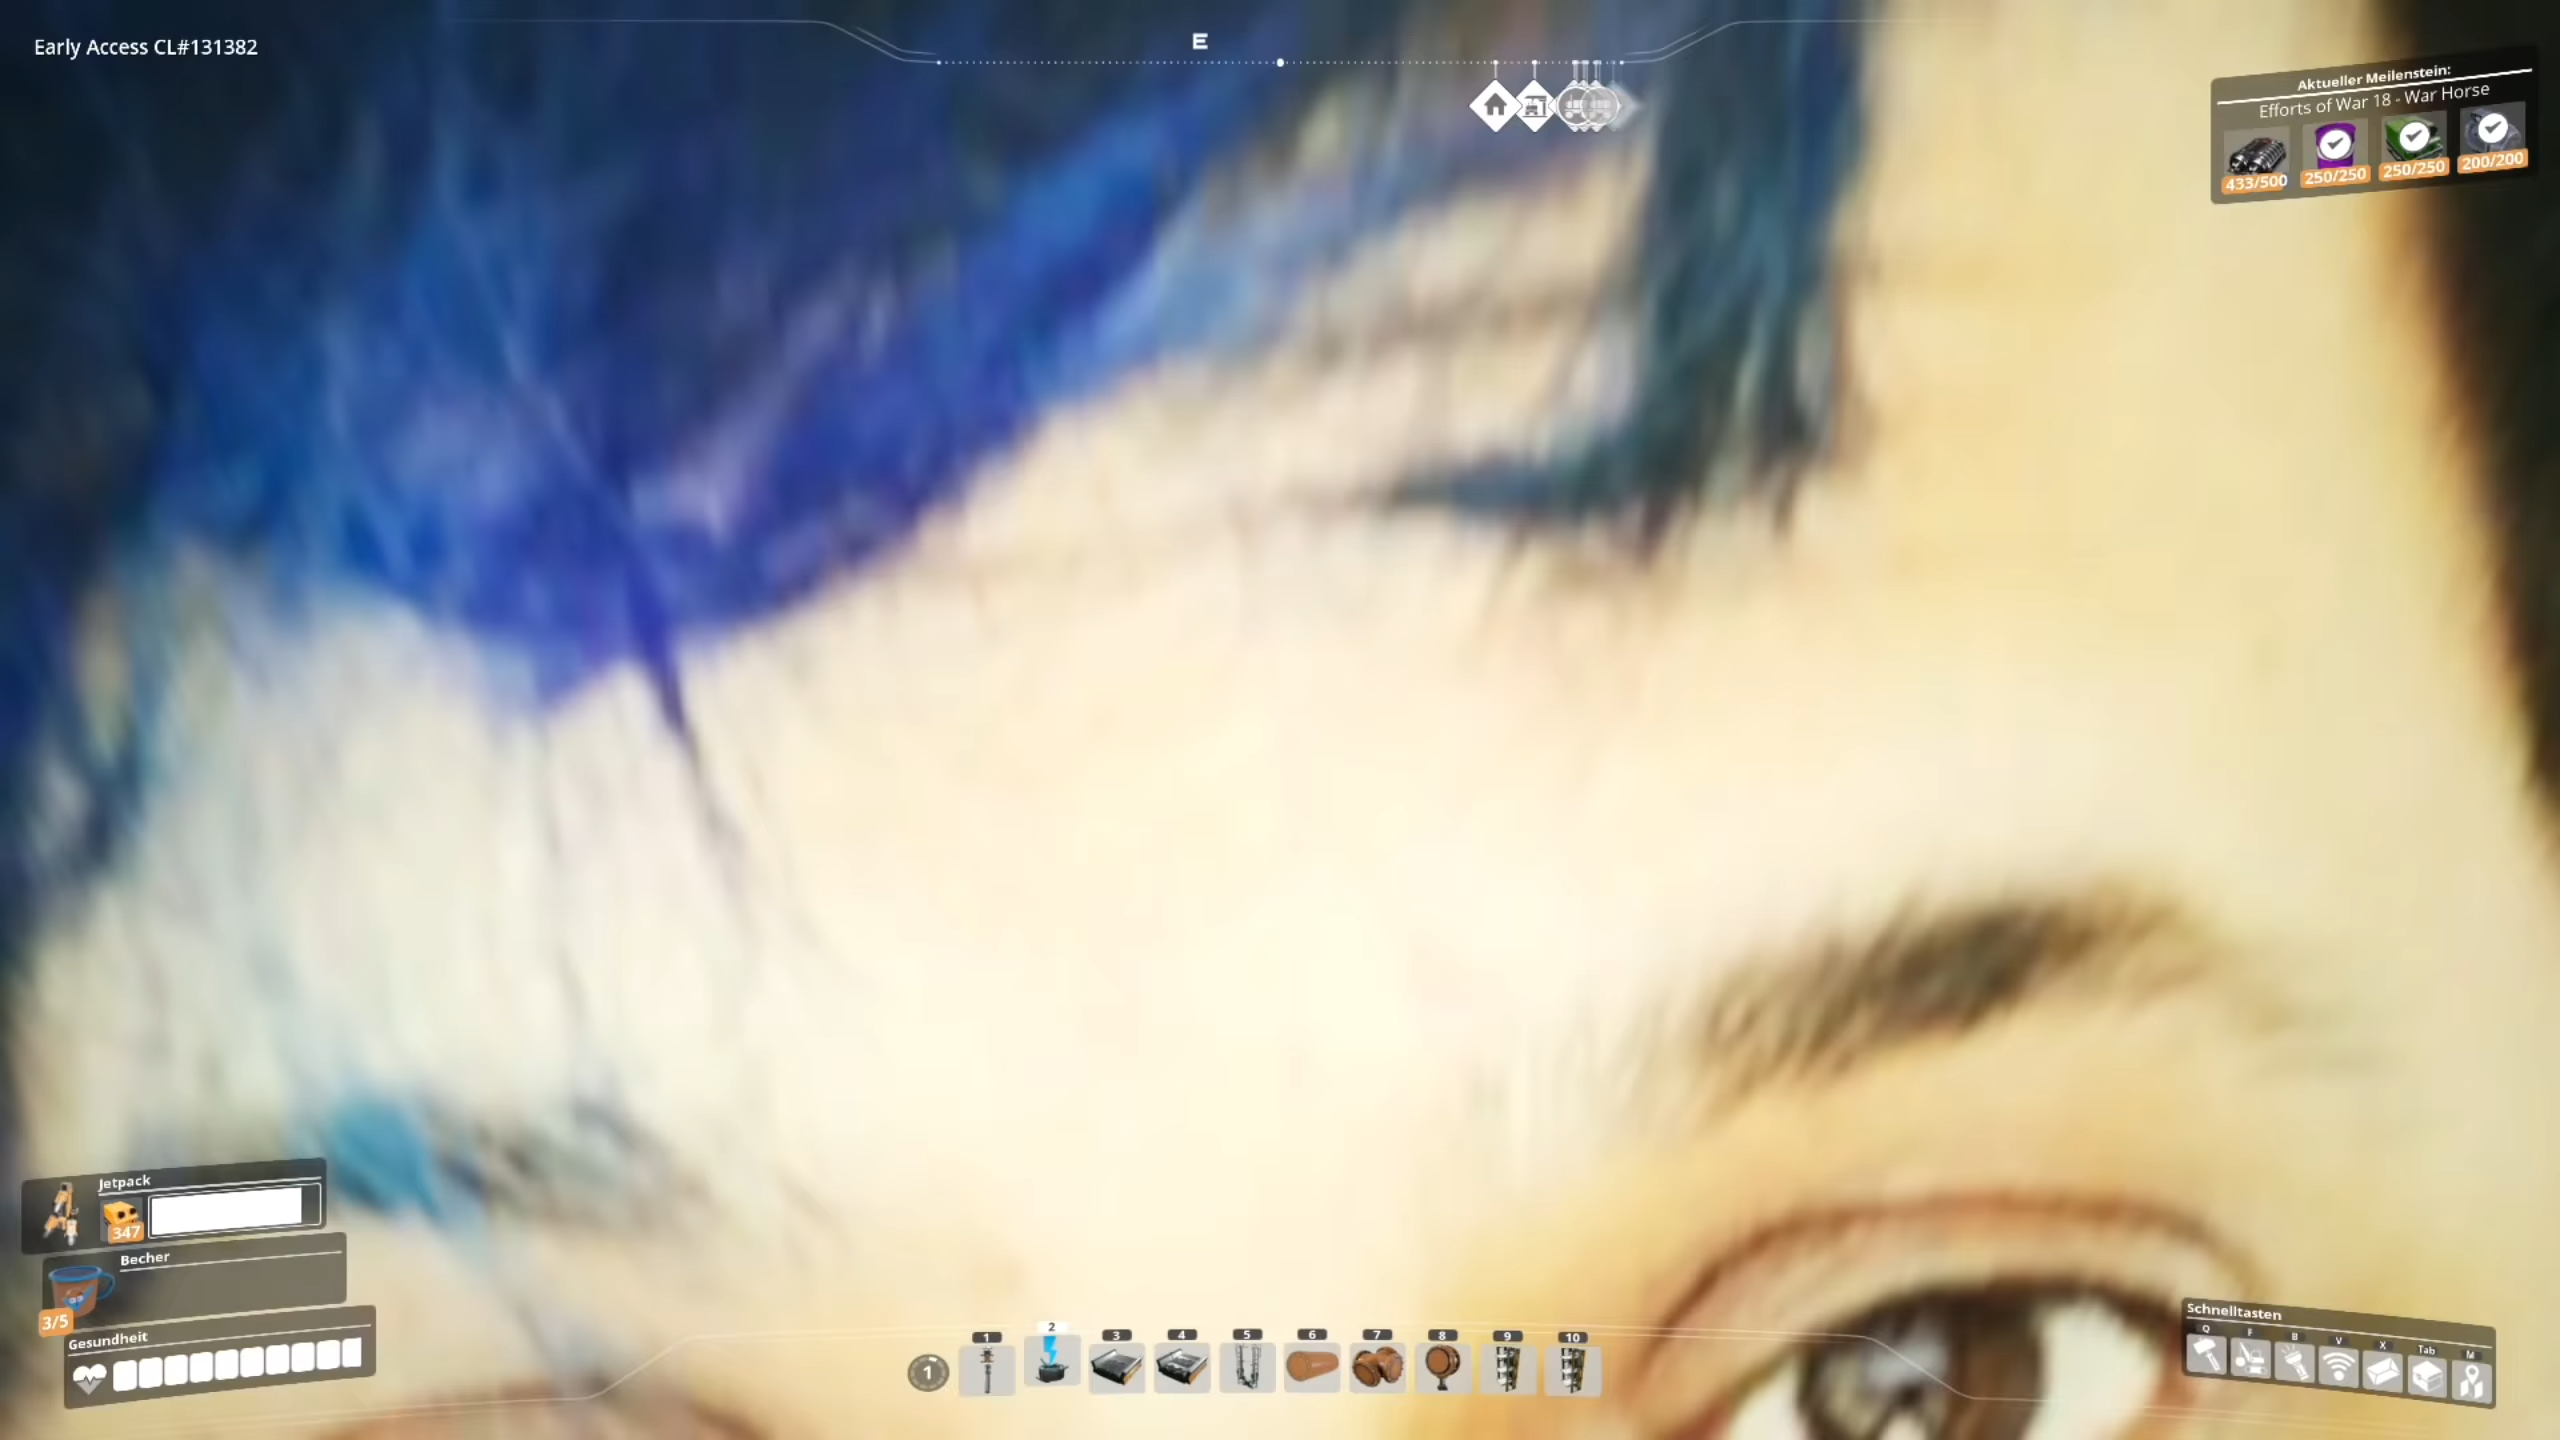 Early Access CL#131382
E
Aktueller Meilenstein:
Efforts of War 18 - War Horse
433/500 250/250 250/250 200/200
Jetpack
347
Becher
3/5
Gesundheit
1
1 2 3 4 5 6 7 8 9 10
Schnelltasten
Q F B V X Tab M